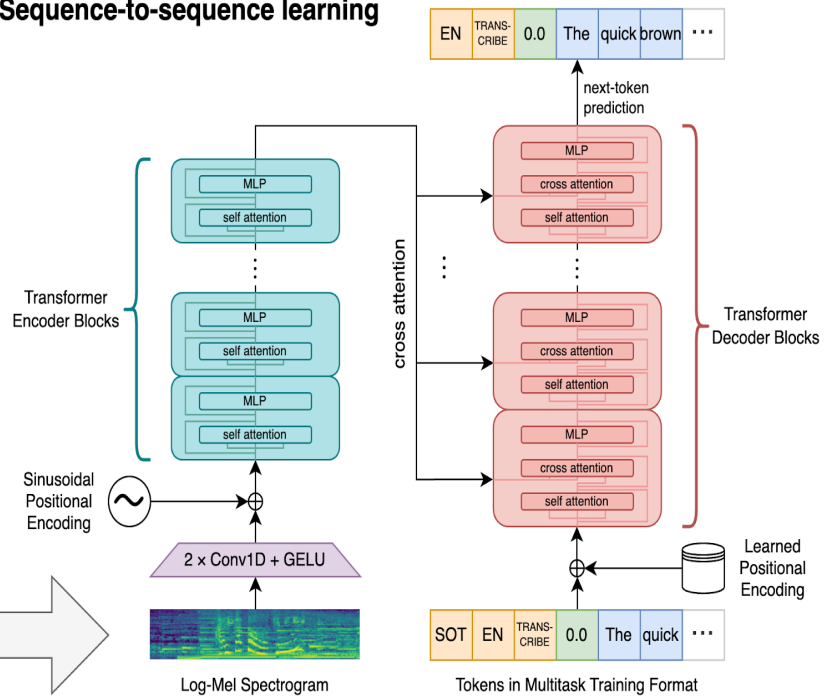 Sequence-to-sequence learning
EN TRANS- CRIBE 0.0 The quick brown ...
next-token
prediction
MLP
self attention
MLP
cross attention
self attention
cross attention
Transformer
Encoder Blocks
MLP
self attention
MLP
self attention
MLP
cross attention
self attention
MLP
cross attention
self attention
Transformer
Decoder Blocks
Sinusoidal
Positional
Encoding
2 × Conv1D + GELU
Learned
Positional
Encoding
SOT EN TRANS- CRIBE 0.0 The quick ...
Log-Mel Spectrogram
Tokens in Multitask Training Format